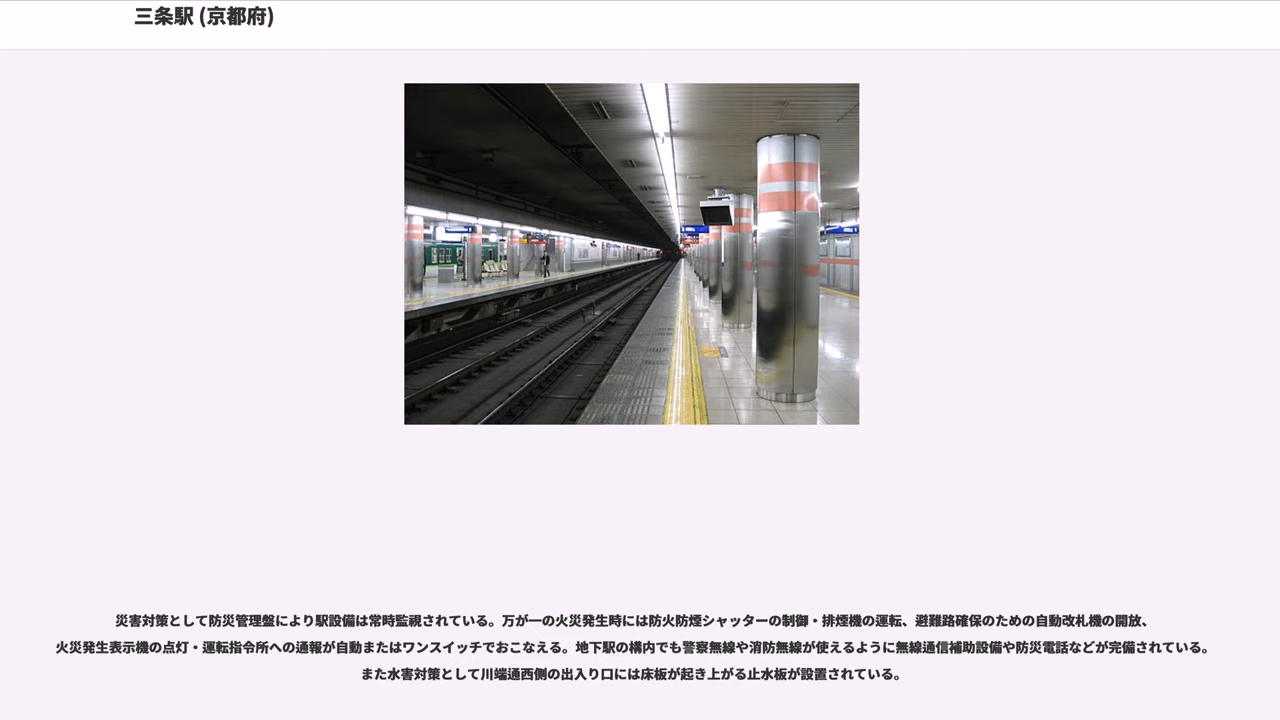 三条駅 (京都府)
災害対策として防災管理盤により駅設備は常時監視されている。万が一の火災発生時には防火防煙シャッターの制御・排煙機の運転、避難路確保のための自動改札機の開放、
火災発生表示機の点灯・運転指令所への通報が自動またはワンスイッチでおこなえる。地下駅の構内でも警察無線や消防無線が使えるように無線通信補助設備や防災電話などが完備されている。
また水害対策として川端通西側の出入り口には床板が起き上がる止水板が設置されている。